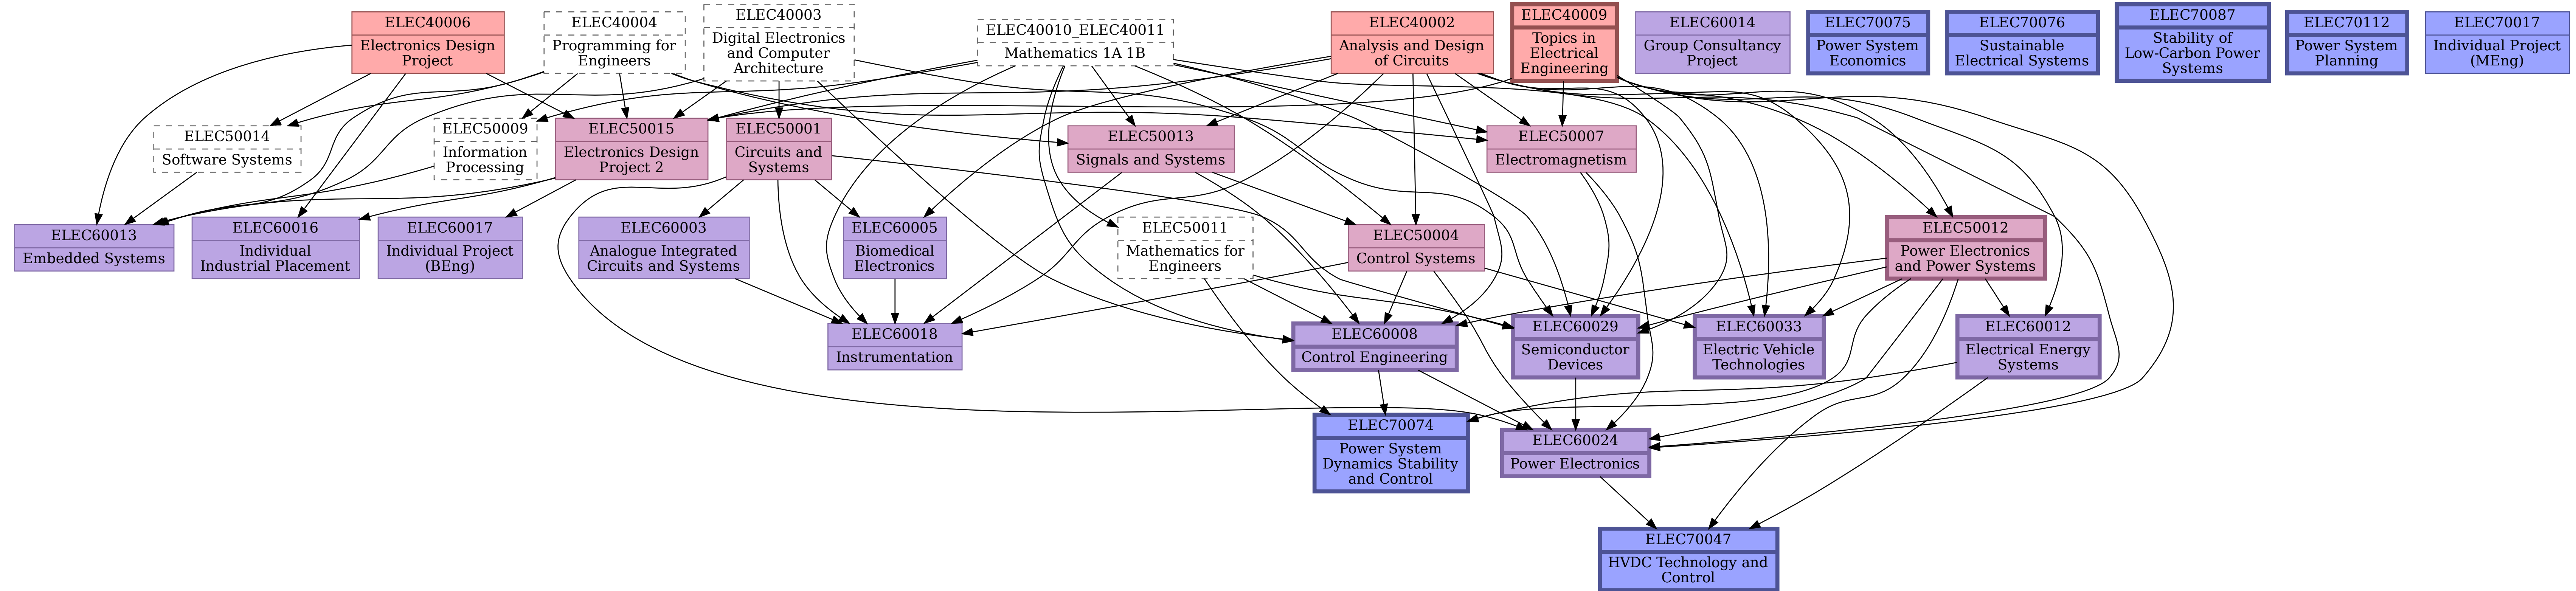 ELEC40006
Electronics Design
Project
ELEC40004
Programming for
Engineers
ELEC40003
Digital Electronics
and Computer
Architecture
ELEC40010_ELEC40011
Mathematics 1A 1B
ELEC40002
Analysis and Design
of Circuits
ELEC40009
Topics in
Electrical
Engineering
ELEC60014
Group Consultancy
Project
ELEC70075
Power System
Economics
ELEC70076
Sustainable
Electrical Systems
ELEC70087
Stability of
Low-Carbon Power
Systems
ELEC70112
Power System
Planning
ELEC70017
Individual Project
(MEng)
ELEC50014
Software Systems
ELEC50009
Information
Processing
ELEC50015
Electronics Design
Project 2
ELEC50001
Circuits and
Systems
ELEC50013
Signals and Systems
ELEC50007
Electromagnetism
ELEC60013
Embedded Systems
ELEC60016
Individual
Industrial Placement
ELEC60017
Individual Project
(BEng)
ELEC60003
Analogue Integrated
Circuits and Systems
ELEC60005
Biomedical
Electronics
ELEC50011
Mathematics for
Engineers
ELEC50004
Control Systems
ELEC50012
Power Electronics
and Power Systems
ELEC60018
Instrumentation
ELEC60008
Control Engineering
ELEC60029
Semiconductor
Devices
ELEC60033
Electric Vehicle
Technologies
ELEC60012
Electrical Energy
Systems
ELEC70074
Power System
Dynamics Stability
and Control
ELEC60024
Power Electronics
ELEC70047
HVDC Technology and
Control